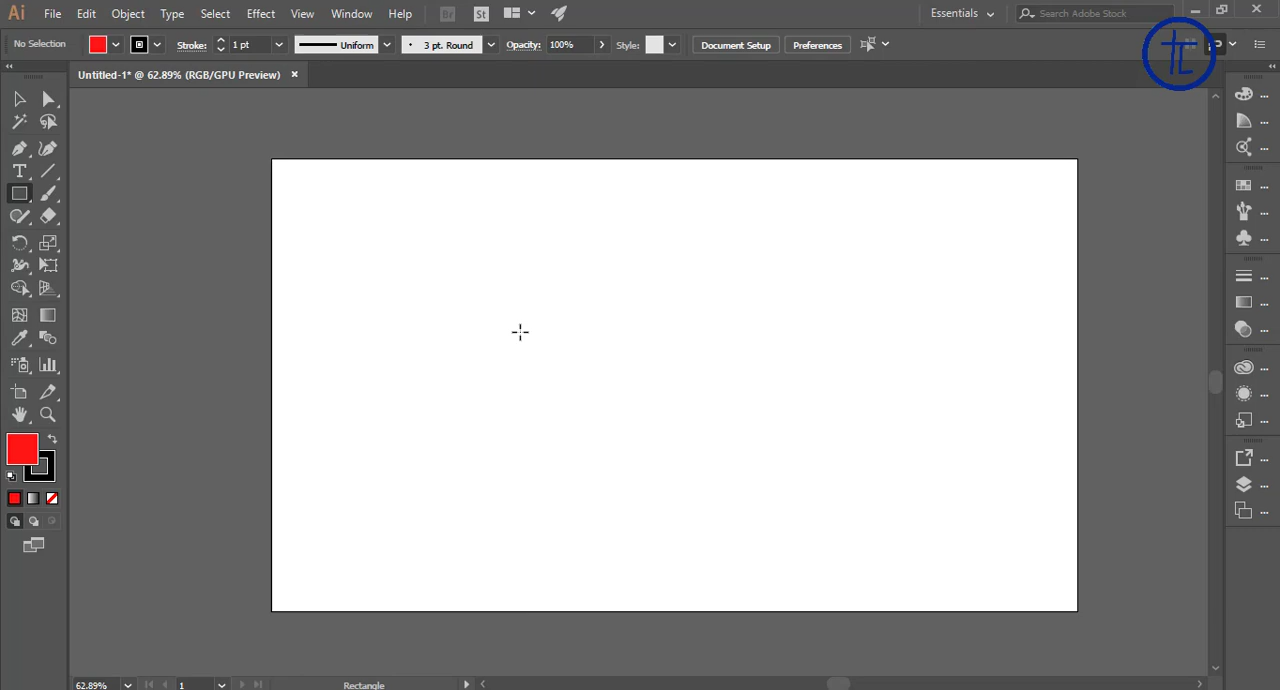 Ai File Edit Object Type Select Effect View Window Help Br St Essentials Search Adobe Stock
No Selection Stroke: 1 pt Uniform 3 pt. Round Opacity: 100% Style: Document Setup Preferences
Untitled-1* @ 62.89% (RGB/GPU Preview)
62.89% 1 Rectangle